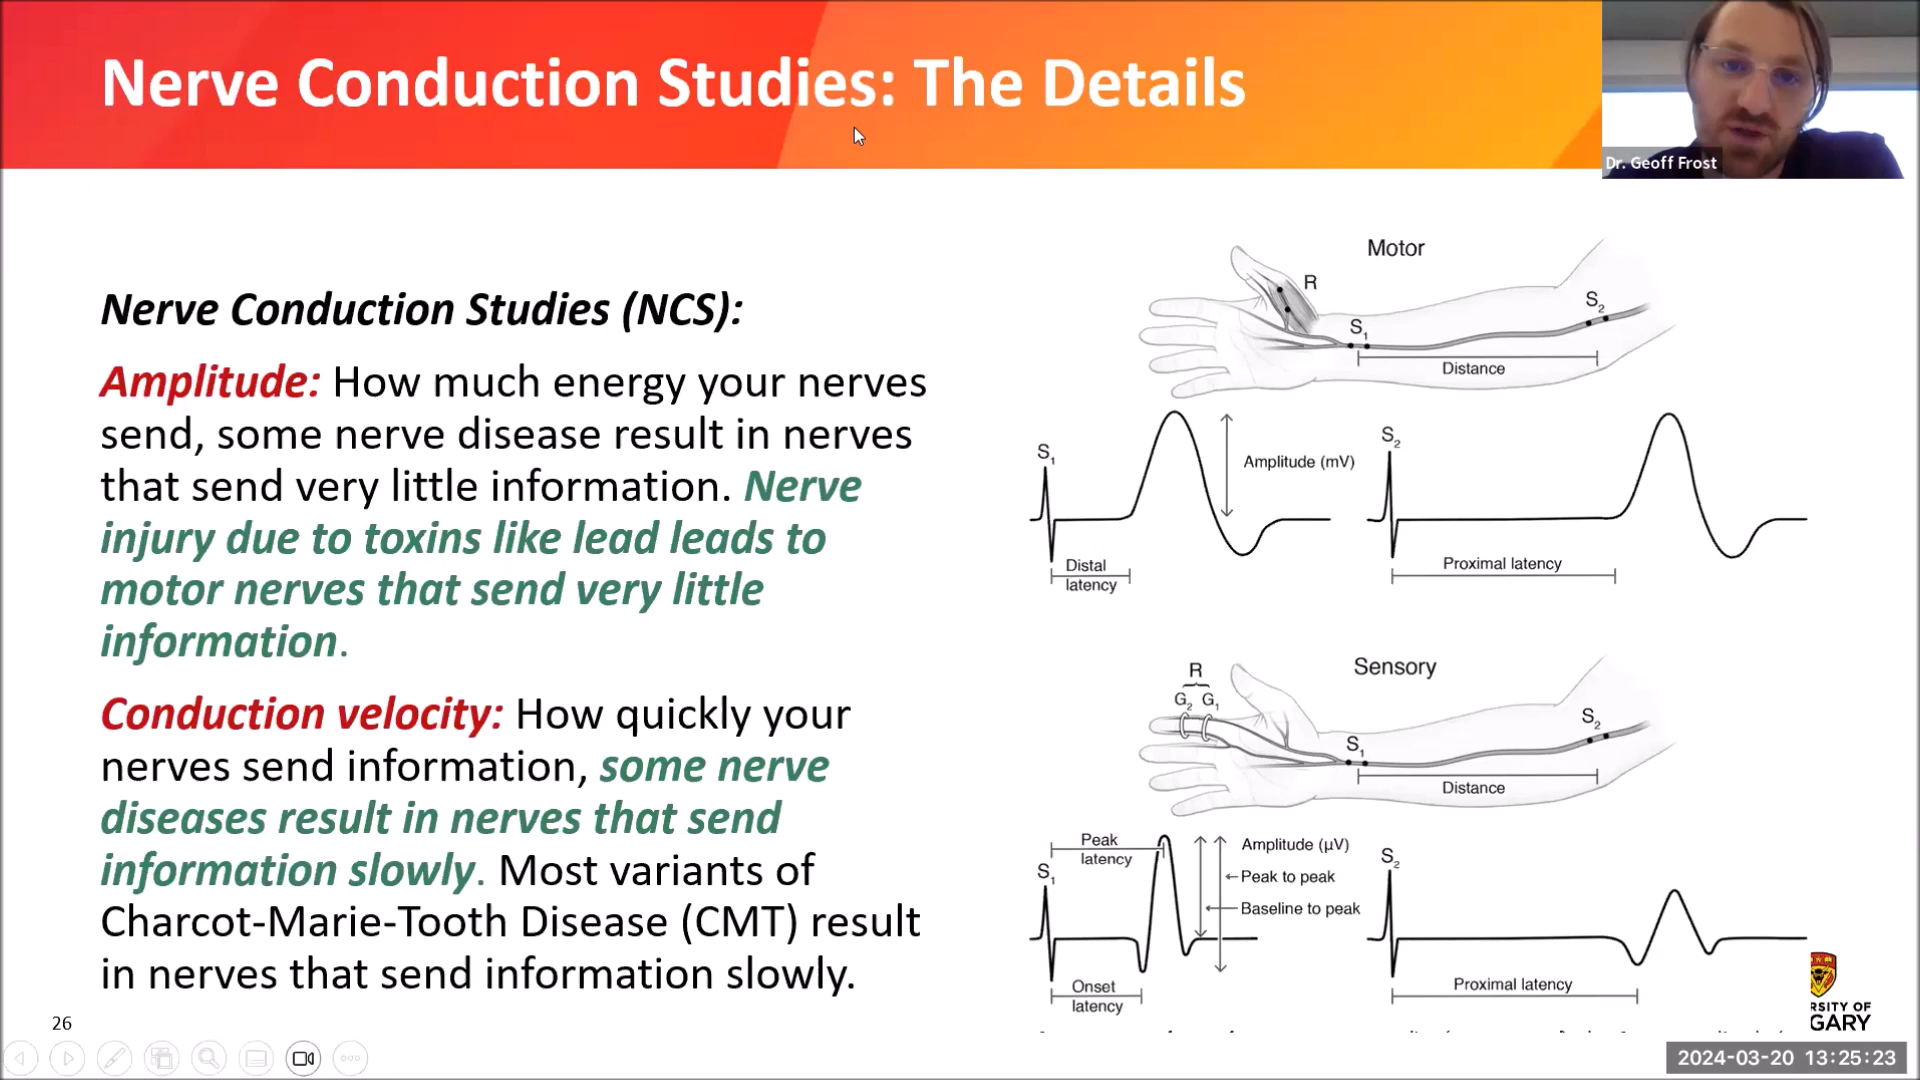 Nerve Conduction Studies: The Details
Dr. Geoff Frost
Nerve Conduction Studies (NCS):
Amplitude: How much energy your nerves
send, some nerve disease result in nerves
that send very little information. Nerve
injury due to toxins like lead leads to
motor nerves that send very little
information.
Conduction velocity: How quickly your
nerves send information, some nerve
diseases result in nerves that send
information slowly. Most variants of
Charcot-Marie-Tooth Disease (CMT) result
in nerves that send information slowly.
26
Motor
R
S1
S2
Distance
S1
Amplitude (mV)
S2
Distal
latency
Proximal latency
Sensory
R
G2 G1
S1
S2
Distance
Peak
latency
S1
Amplitude (µV)
Peak to peak
Baseline to peak
S2
Onset
latency
Proximal latency
RSITY OF
GARY
2024-03-20 13:25:23